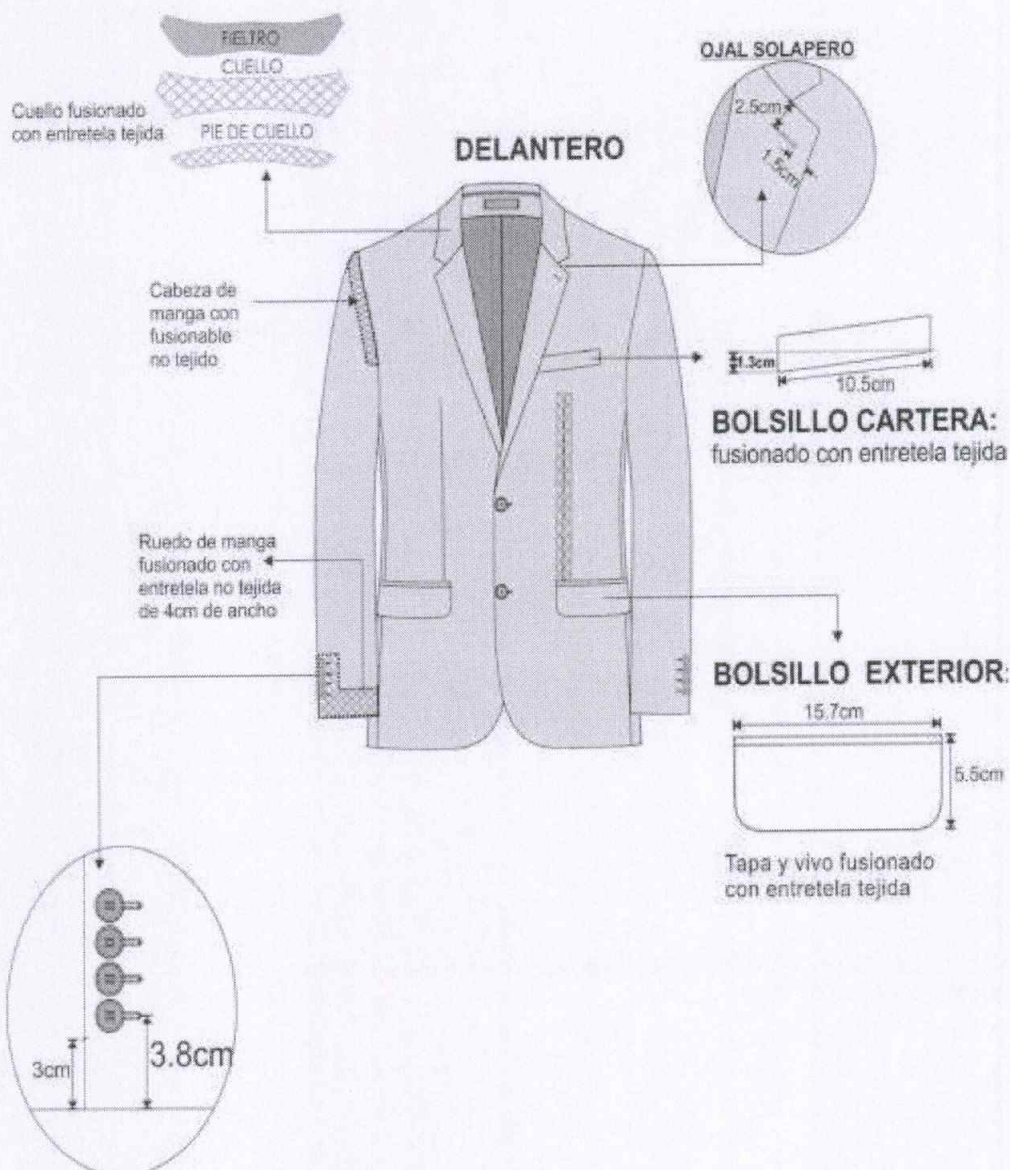 FIELTRO
CUELLO
Cuello fusionado
con entretela tejida
PIE DE CUELLO
OJAL SOLAPERO
2.5cm
1.5cm
DELANTERO
Cabeza de
manga con
fusionable
no tejido
1.3cm
10.5cm
BOLSILLO CARTERA:
fusionado con entretela tejida
Ruedo de manga
fusionado con
entretela no tejida
de 4cm de ancho
BOLSILLO EXTERIOR:
15.7cm
5.5cm
Tapa y vivo fusionado
con entretela tejida
3cm
3.8cm